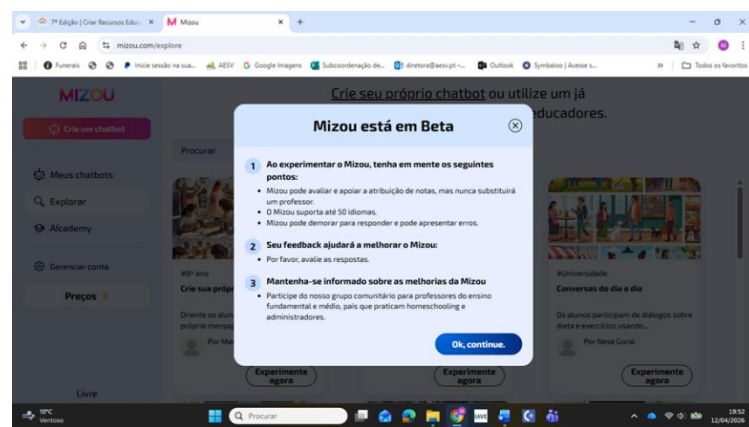 7ª Edição | Criar Recursos Educ
Mizou
mizou.com/explore
Funerais
Inicie sessão na sua...
AESV
Google Imagens
Subcoordenação de...
diretora@aesv.pt –...
Outlook
Symbaloo | Acesse s...
Todos os favoritos
MIZOU
Crie seu próprio chatbot ou utilize um já
educadores.
Crie um chatbot
Procurar
Meus chatbots
Explorar
Alcademy
Gerenciar conta
Preços
Livre
Mizou está em Beta
1 Ao experimentar o Mizou, tenha em mente os seguintes
pontos:
• Mizou pode avaliar e apoiar a atribuição de notas, mas nunca substituirá
um professor.
• O Mizou suporta até 50 idiomas.
• Mizou pode demorar para responder e pode apresentar erros.
2 Seu feedback ajudará a melhorar o Mizou:
• Por favor, avalie as respostas.
3 Mantenha-se informado sobre as melhorias da Mizou
• Participe do nosso grupo comunitário para professores do ensino
fundamental e médio, pais que praticam homeschooling e
administradores.
Ok, continue.
#8º ano
Crie sua própr
Oriente os alun
própria mensag
Por Ma
Experimente
agora
Experimente
agora
#Universidade
Conversas do dia a dia
Os alunos participam de diálogos sobre
dieta e exercícios usando...
Por Nese Coral
Experimente
agora
10ºC
Ventoso
Procurar
19:52
12/04/2026